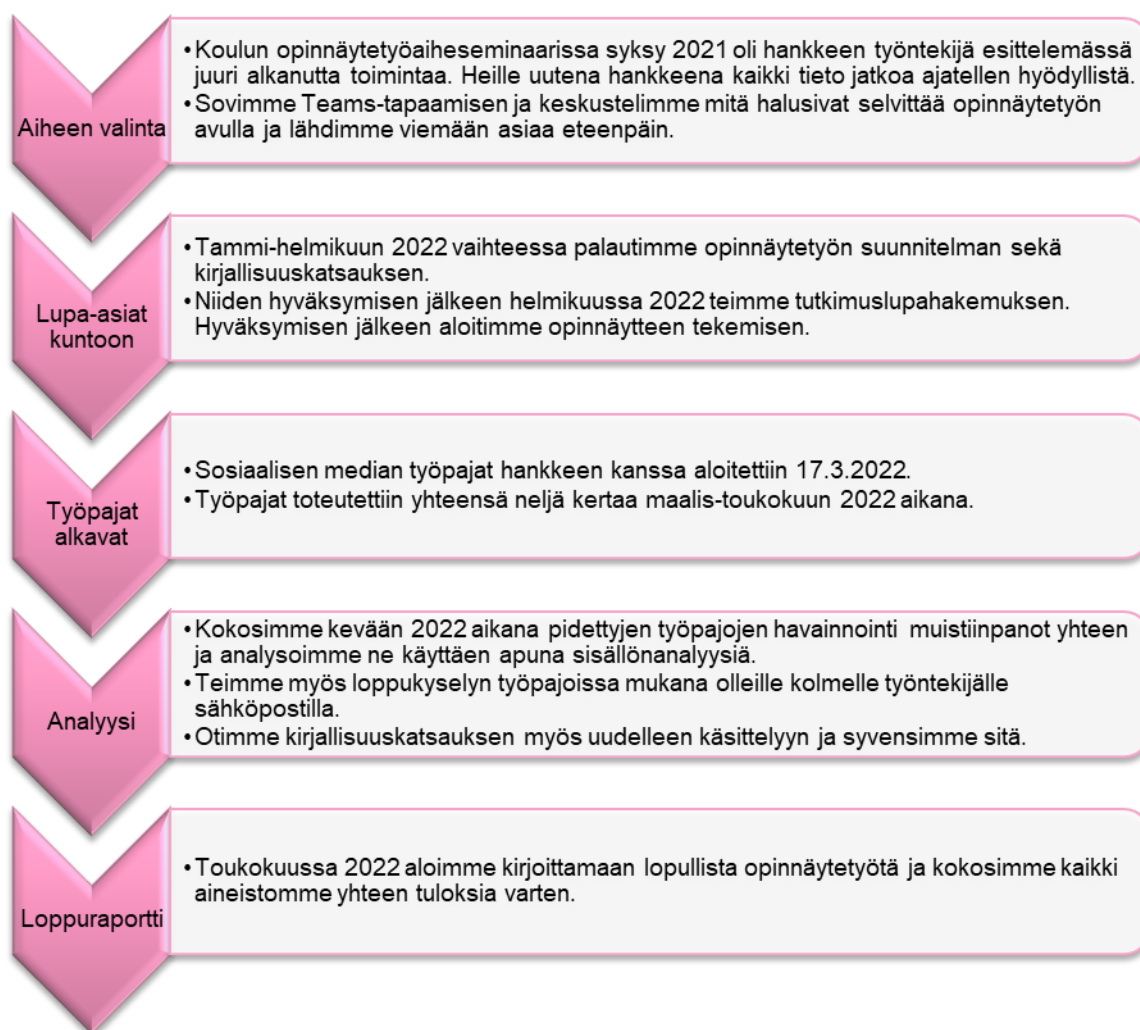 Aiheen valinta
•Koulun opinnäytetyöaiheseminaarissa syksy 2021 oli hankkeen työntekijä esittelemässä
juuri alkanutta toimintaa. Heille uutena hankkeena kaikki tieto jatkoa ajatellen hyödyllistä.
•Sovimme Teams-tapaamisen ja keskustelimme mitä halusivat selvittää opinnäytetyön
avulla ja lähdimme viemään asiaa eteenpäin.
Lupa-asiat
kuntoon
•Tammi-helmikuun 2022 vaihteessa palautimme opinnäytetyön suunnitelman sekä
kirjallisuuskatsauksen.
•Niiden hyväksymisen jälkeen helmikuussa 2022 teimme tutkimuslupahakemuksen.
Hyväksymisen jälkeen aloitimme opinnäytteen tekemisen.
Työpajat
alkavat
•Sosiaalisen median työpajat hankkeen kanssa aloitettiin 17.3.2022.
•Työpajat toteutettiin yhteensä neljä kertaa maalis-toukokuun 2022 aikana.
Analyysi
•Kokosimme kevään 2022 aikana pidettyjen työpajojen havainnointi muistiinpanot yhteen
ja analysoimme ne käyttäen apuna sisällönanalyysiä.
•Teimme myös loppukyselyn työpajoissa mukana olleille kolmelle työntekijälle
sähköpostilla.
•Otimme kirjallisuuskatsauksen myös uudelleen käsittelyyn ja syvensimme sitä.
Loppuraportti
•Toukokuussa 2022 aloimme kirjoittamaan lopullista opinnäytetyötä ja kokosimme kaikki
aineistomme yhteen tuloksia varten.